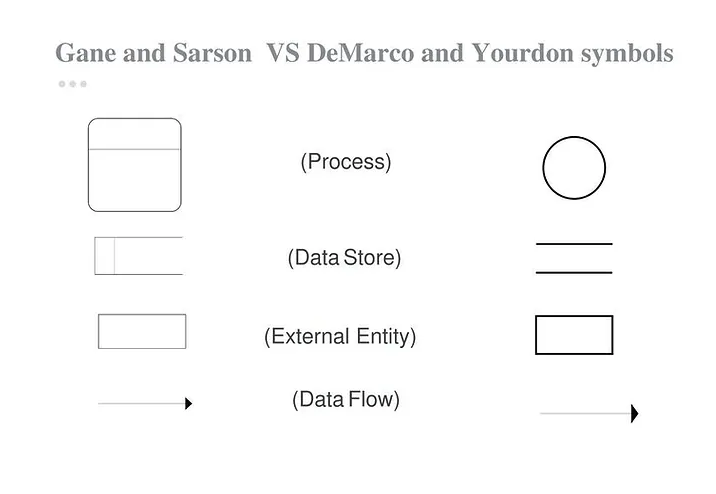 Gane and Sarson VS DeMarco and Yourdon symbols
(Process)
(Data Store)
(External Entity)
(Data Flow)